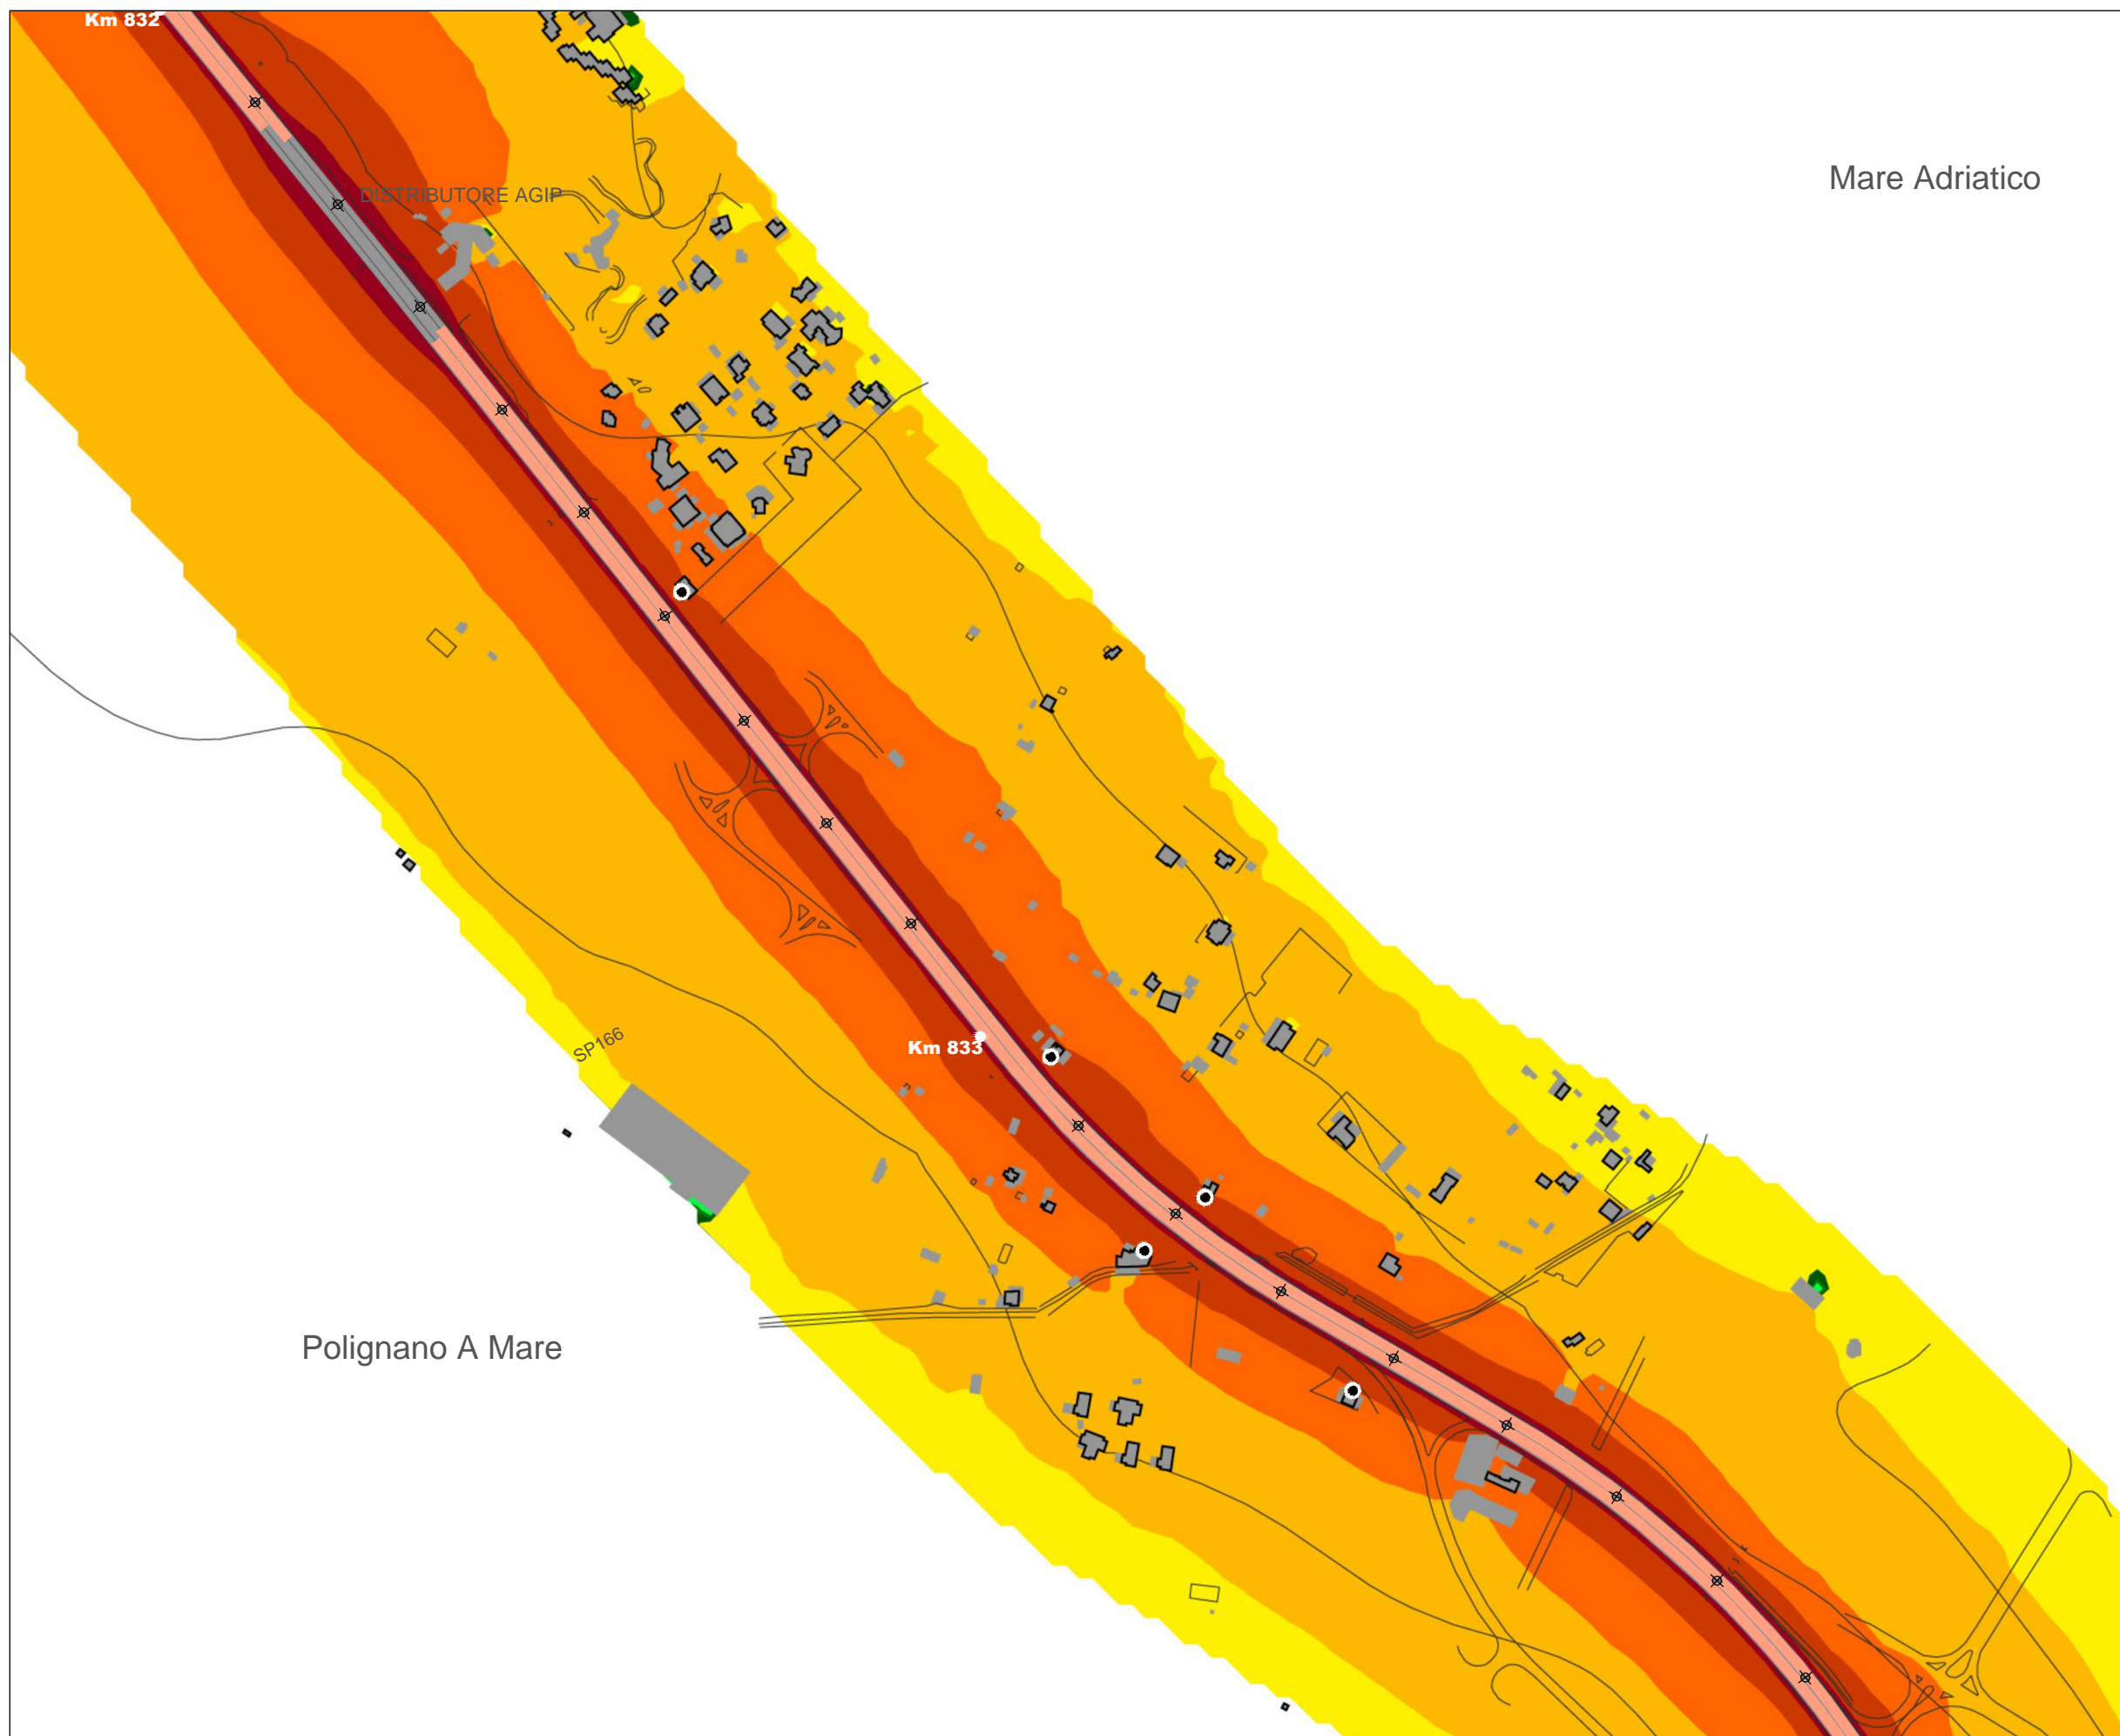 Km 832
Mare Adriatico
DISTRIBUTORE AGIP
SP166
Km 833
Polignano A Mare